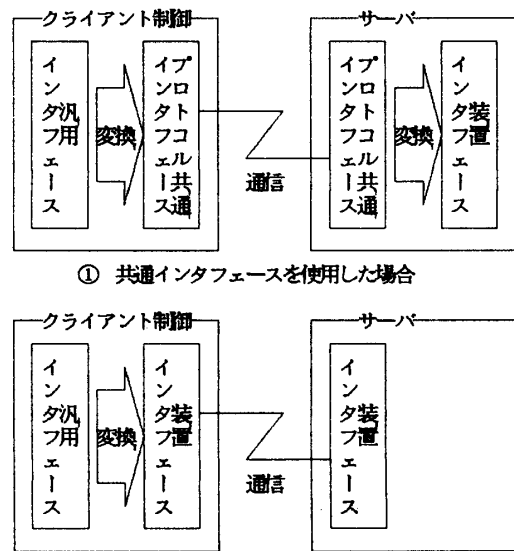 クライアント制御
サーバ
汎用
インタフェース
変換
プロトコル共通
インタフェース
通信
プロトコル共通
インタフェース
変換
装置
インタフェース
① 共通インタフェースを使用した場合
クライアント制御
サーバ
汎用
インタフェース
変換
装置
インタフェース
通信
装置
インタフェース